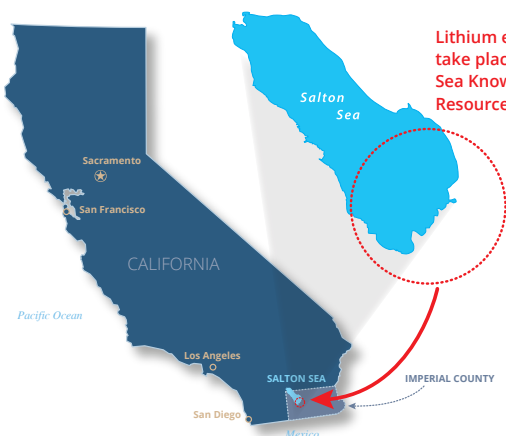 Lithium e
take plac
Sea Know
Resource
Salton
Sea
Sacramento
San Francisco
CALIFORNIA
Pacific Ocean
Los Angeles
SALTON SEA
IMPERIAL COUNTY
San Diego
Mexico